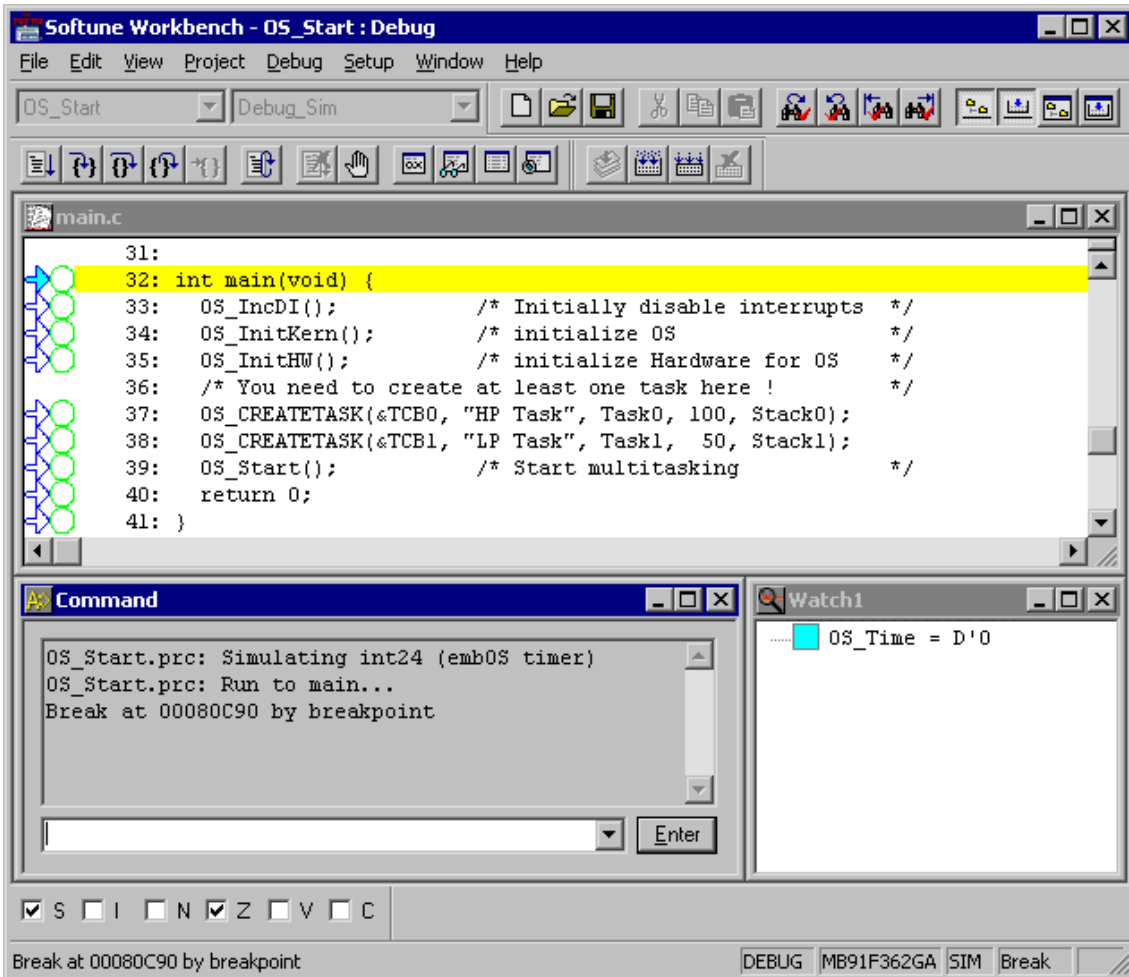 Softune Workbench - OS_Start : Debug
File Edit View Project Debug Setup Window Help
OS_Start Debug_Sim
main.c
31:
32: int main(void) {
33: OS_IncDI(); /* Initially disable interrupts */
34: OS_InitKern(); /* initialize OS */
35: OS_InitHW(); /* initialize Hardware for OS */
36: /* You need to create at least one task here ! */
37: OS_CREATETASK(&TCB0, "HP Task", Task0, 100, Stack0);
38: OS_CREATETASK(&TCB1, "LP Task", Task1, 50, Stack1);
39: OS_Start(); /* Start multitasking */
40: return 0;
41: }
Command
OS_Start.prc: Simulating int24 (embOS timer)
OS_Start.prc: Run to main...
Break at 00080C90 by breakpoint
Enter
Watch1
OS_Time = D'0
S I N Z V C
Break at 00080C90 by breakpoint DEBUG MB91F362GA SIM Break